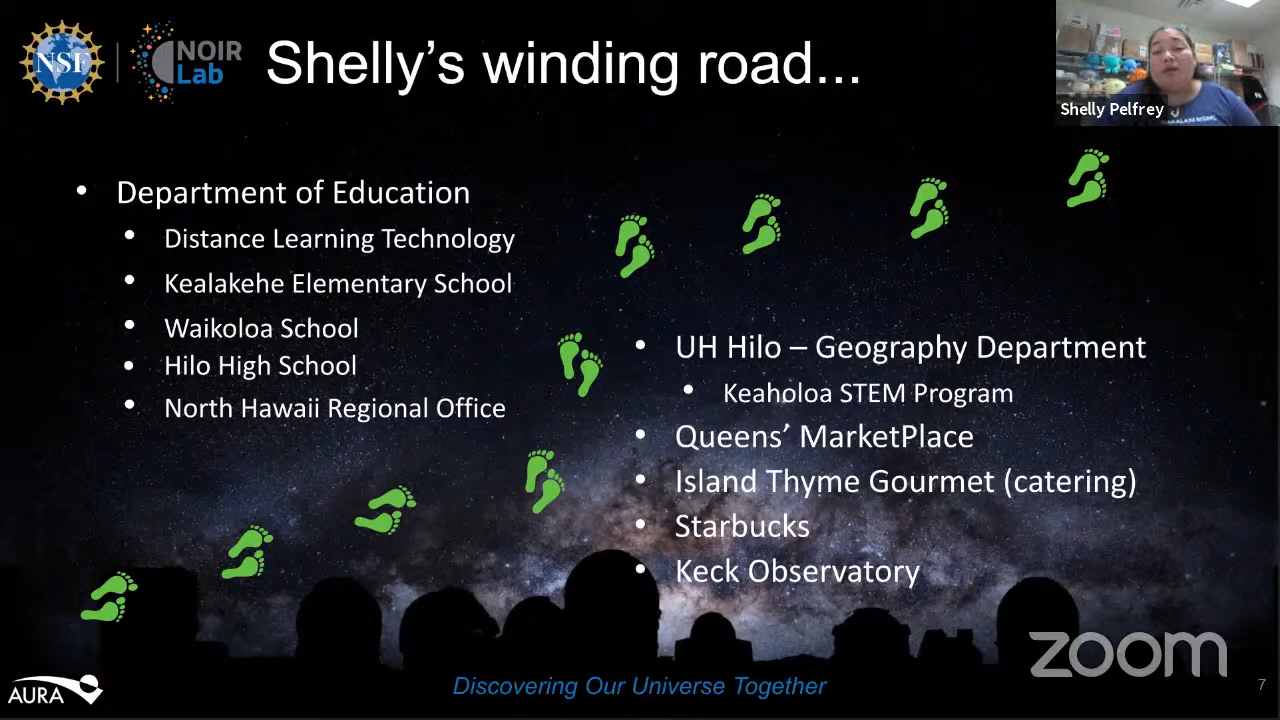 NSF
NOIR
Lab
Shelly's winding road...
Shelly Pelfrey
• Department of Education
• Distance Learning Technology
• Kealakehe Elementary School
• Waikoloa School
• Hilo High School
• North Hawaii Regional Office
• UH Hilo – Geography Department
• Keaholoa STEM Program
• Queens' MarketPlace
• Island Thyme Gourmet (catering)
• Starbucks
• Keck Observatory
zoom
AURA
Discovering Our Universe Together
7